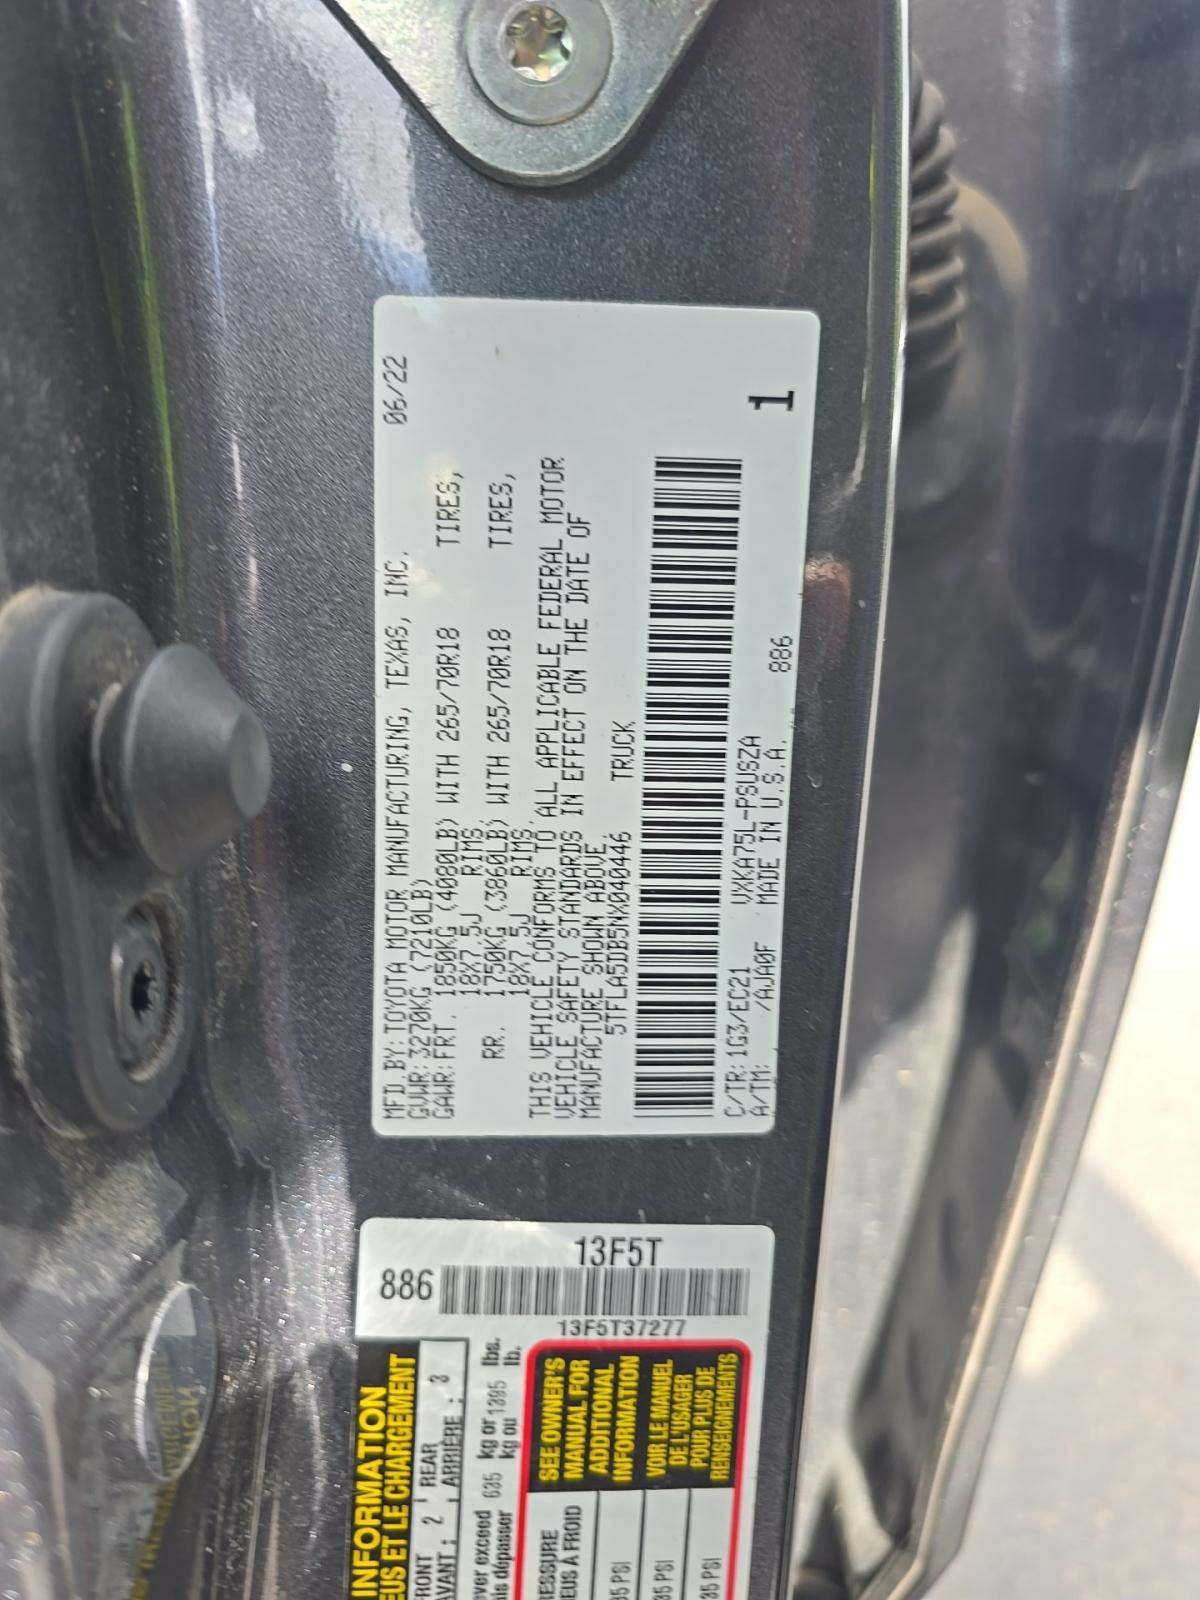 MFD BY: TOYOTA MOTOR MANUFACTURING, TEXAS, INC. 06/22
GVWR: 3270KG (7210LB)
GAWR: FRT. 1850KG (4080LB) WITH 265/70R18 TIRES,
18X7.5J RIMS
RR. 1750KG (3860LB) WITH 265/70R18 TIRES,
18X7.5J RIMS.
THIS VEHICLE CONFORMS TO ALL APPLICABLE FEDERAL MOTOR
VEHICLE SAFETY STANDARDS IN EFFECT ON THE DATE OF
MANUFACTURE SHOWN ABOVE.
5TFLA5DB5NX040446 TRUCK
C/TR: 1G3/EC21 VXKA75L-PSUSZA
A/TM: /AJA0F MADE IN U.S.A. 886
1
13F5T
886
13F5T37277
INFORMATION
ET LE CHARGEMENT
FRONT 2 REAR 3
AVANT : ARRIÈRE :
exceed 635 kg or 1395 lbs.
dépasser kg ou lb.
SEE OWNER'S
MANUAL FOR
ADDITIONAL
INFORMATION
VOIR LE MANUEL
DE L'USAGER
POUR PLUS DE
RENSEIGNEMENTS
À FROID
35 PSI
35 PSI
35 PSI